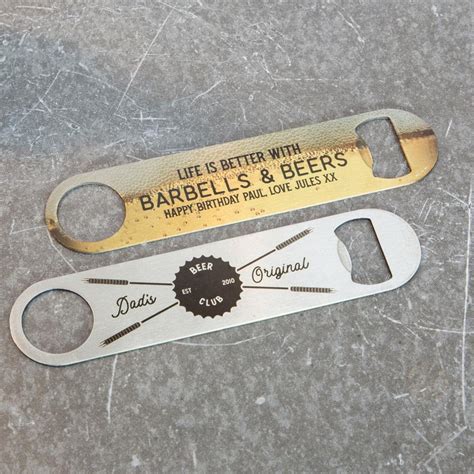 LIFE IS BETTER WITH
BARBELLS & BEERS
HAPPY BIRTHDAY PAUL, LOVE JULES XX
Dad's
BEER
EST 2010
CLUB
Original